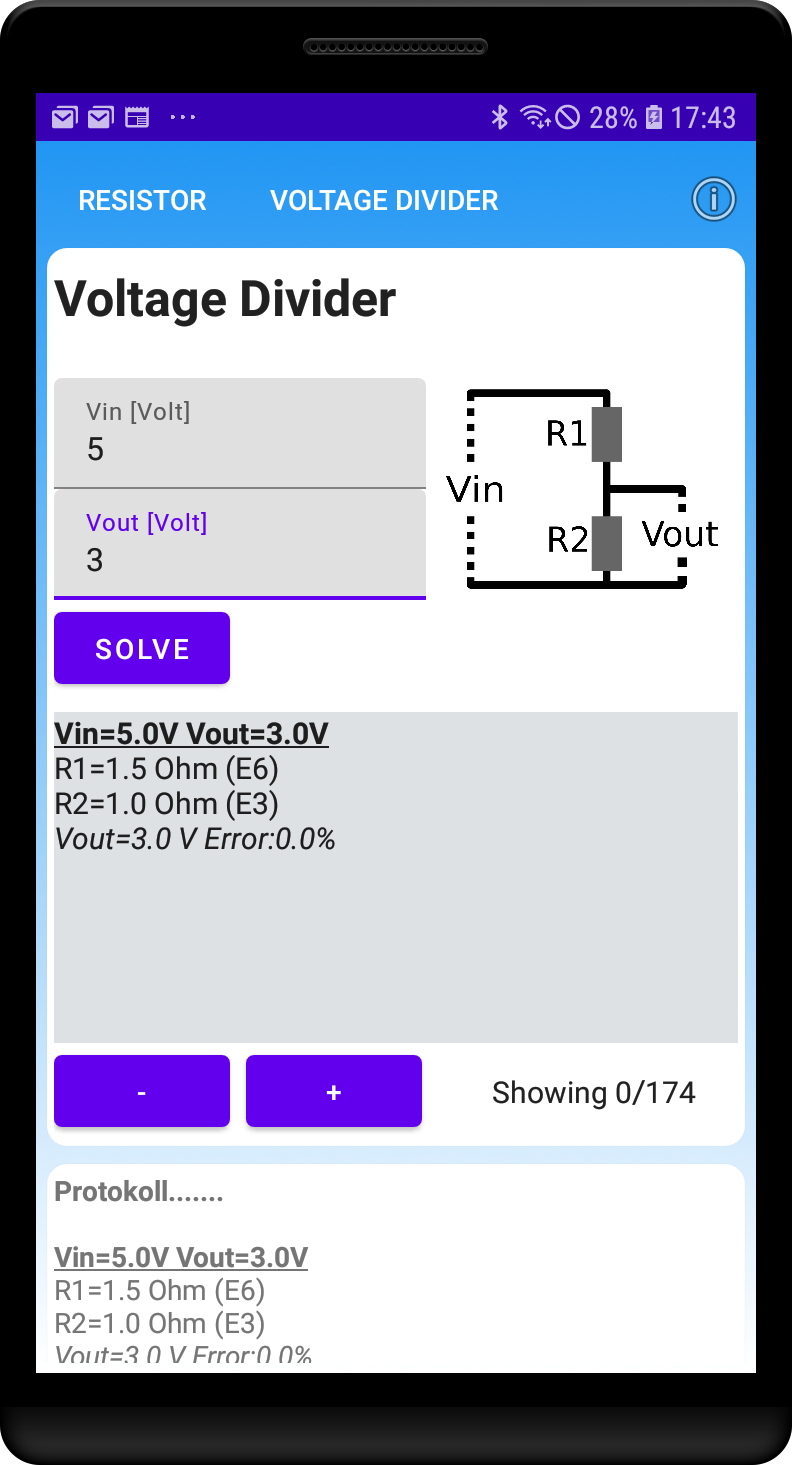 28% 17:43
RESISTOR VOLTAGE DIVIDER
Voltage Divider
Vin [Volt]
5
Vout [Volt]
3
R1
Vin
R2 Vout
SOLVE
Vin=5.0V Vout=3.0V
R1=1.5 Ohm (E6)
R2=1.0 Ohm (E3)
Vout=3.0 V Error:0.0%
- + Showing 0/174
Protokoll.......
Vin=5.0V Vout=3.0V
R1=1.5 Ohm (E6)
R2=1.0 Ohm (E3)
Vout=3.0 V Error:0.0%